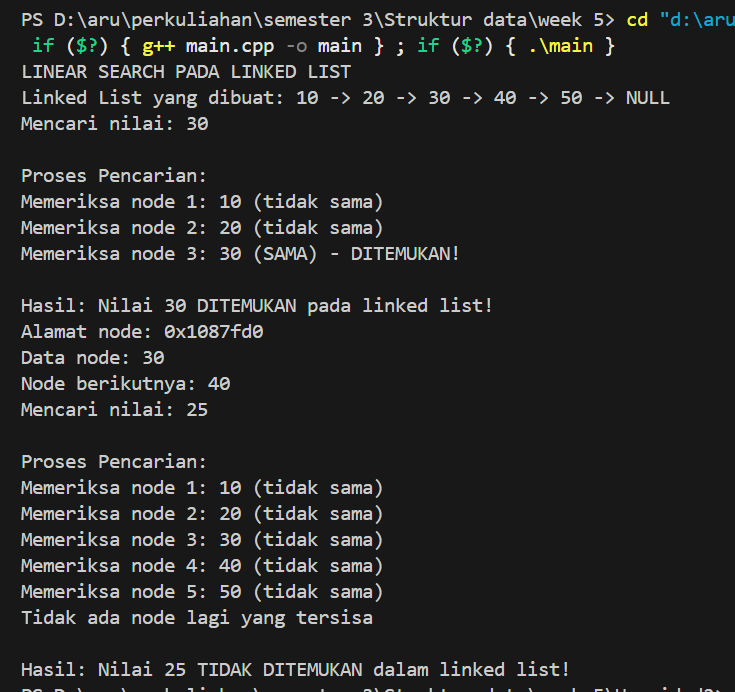 PS D:\aru\perkuliahan\semester 3\Struktur data\week 5> cd "d:\aru
if ($?) { g++ main.cpp -o main } ; if ($?) { .\main }
LINEAR SEARCH PADA LINKED LIST
Linked List yang dibuat: 10 -> 20 -> 30 -> 40 -> 50 -> NULL
Mencari nilai: 30
Proses Pencarian:
Memeriksa node 1: 10 (tidak sama)
Memeriksa node 2: 20 (tidak sama)
Memeriksa node 3: 30 (SAMA) - DITEMUKAN!
Hasil: Nilai 30 DITEMUKAN pada linked list!
Alamat node: 0x1087fd0
Data node: 30
Node berikutnya: 40
Mencari nilai: 25
Proses Pencarian:
Memeriksa node 1: 10 (tidak sama)
Memeriksa node 2: 20 (tidak sama)
Memeriksa node 3: 30 (tidak sama)
Memeriksa node 4: 40 (tidak sama)
Memeriksa node 5: 50 (tidak sama)
Tidak ada node lagi yang tersisa
Hasil: Nilai 25 TIDAK DITEMUKAN dalam linked list!